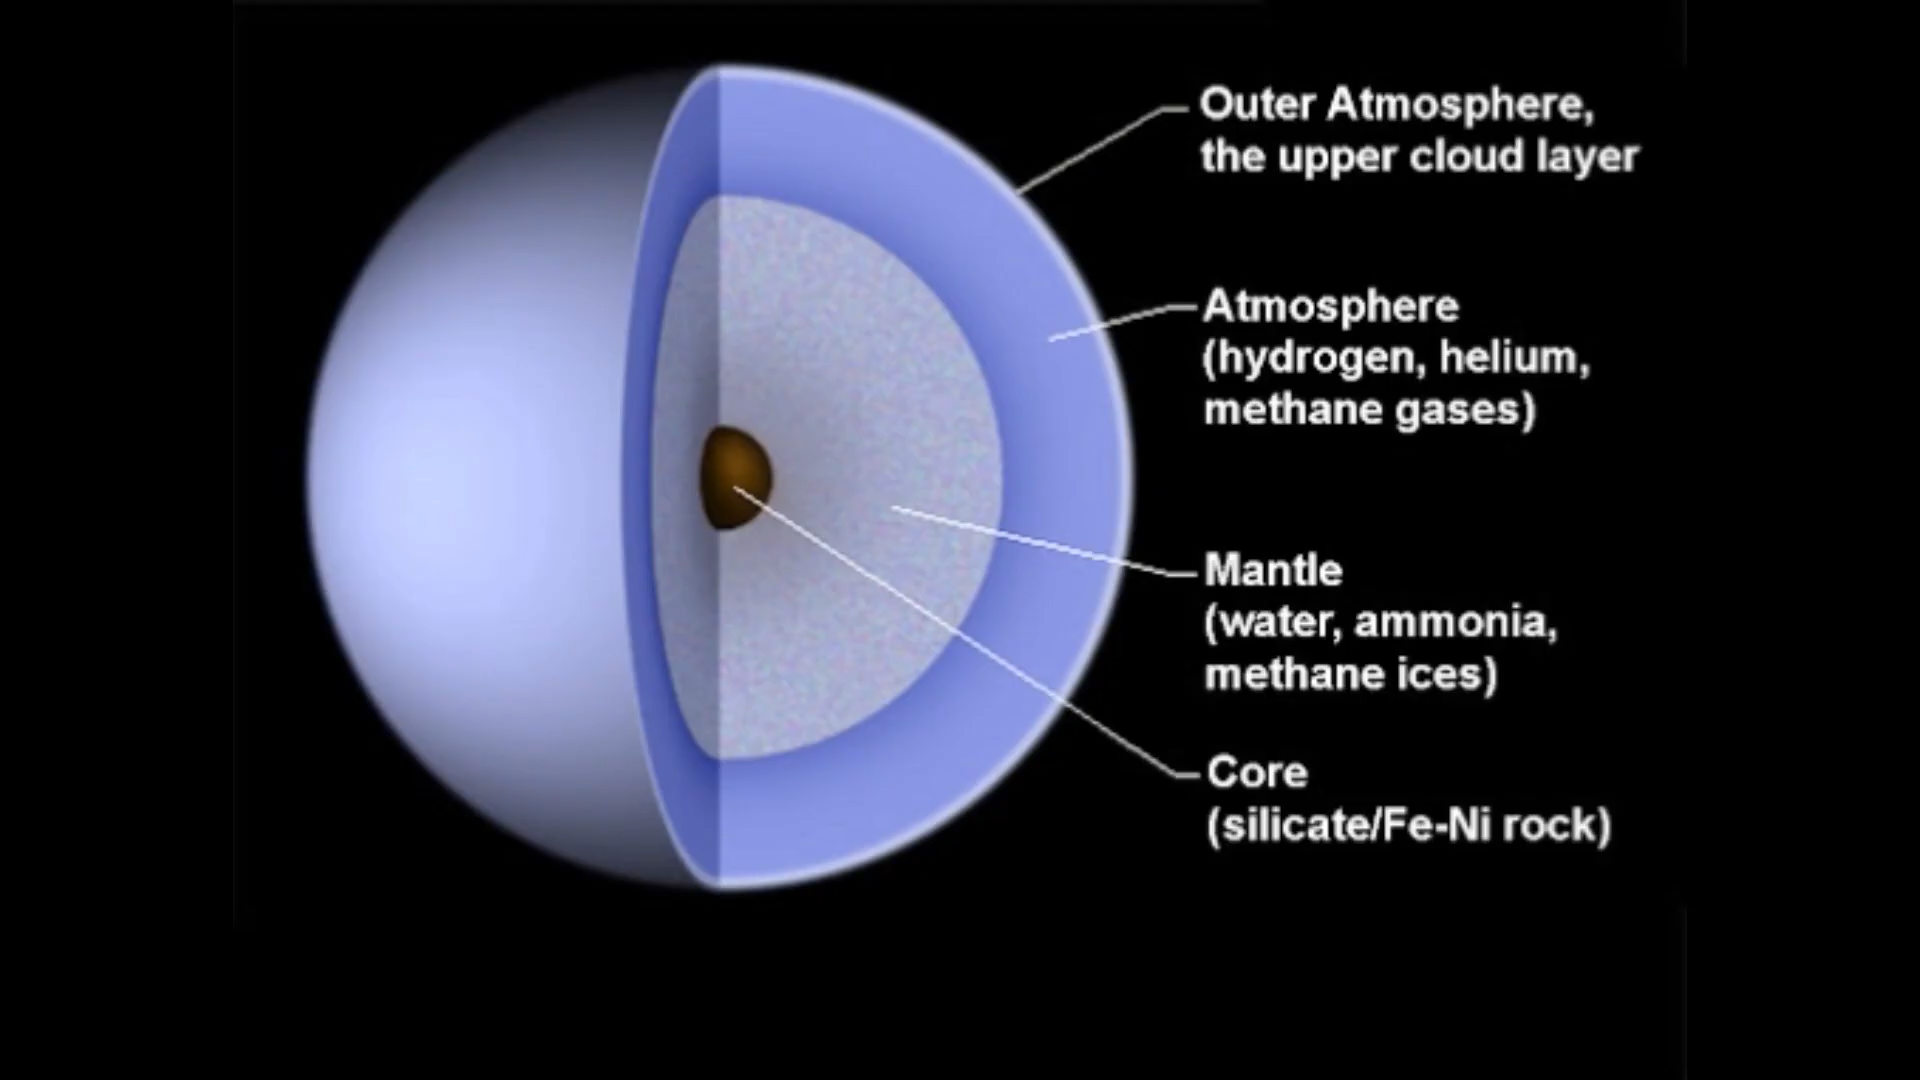 Outer Atmosphere,
the upper cloud layer
Atmosphere
(hydrogen, helium,
methane gases)
Mantle
(water, ammonia,
methane ices)
Core
(silicate/Fe-Ni rock)